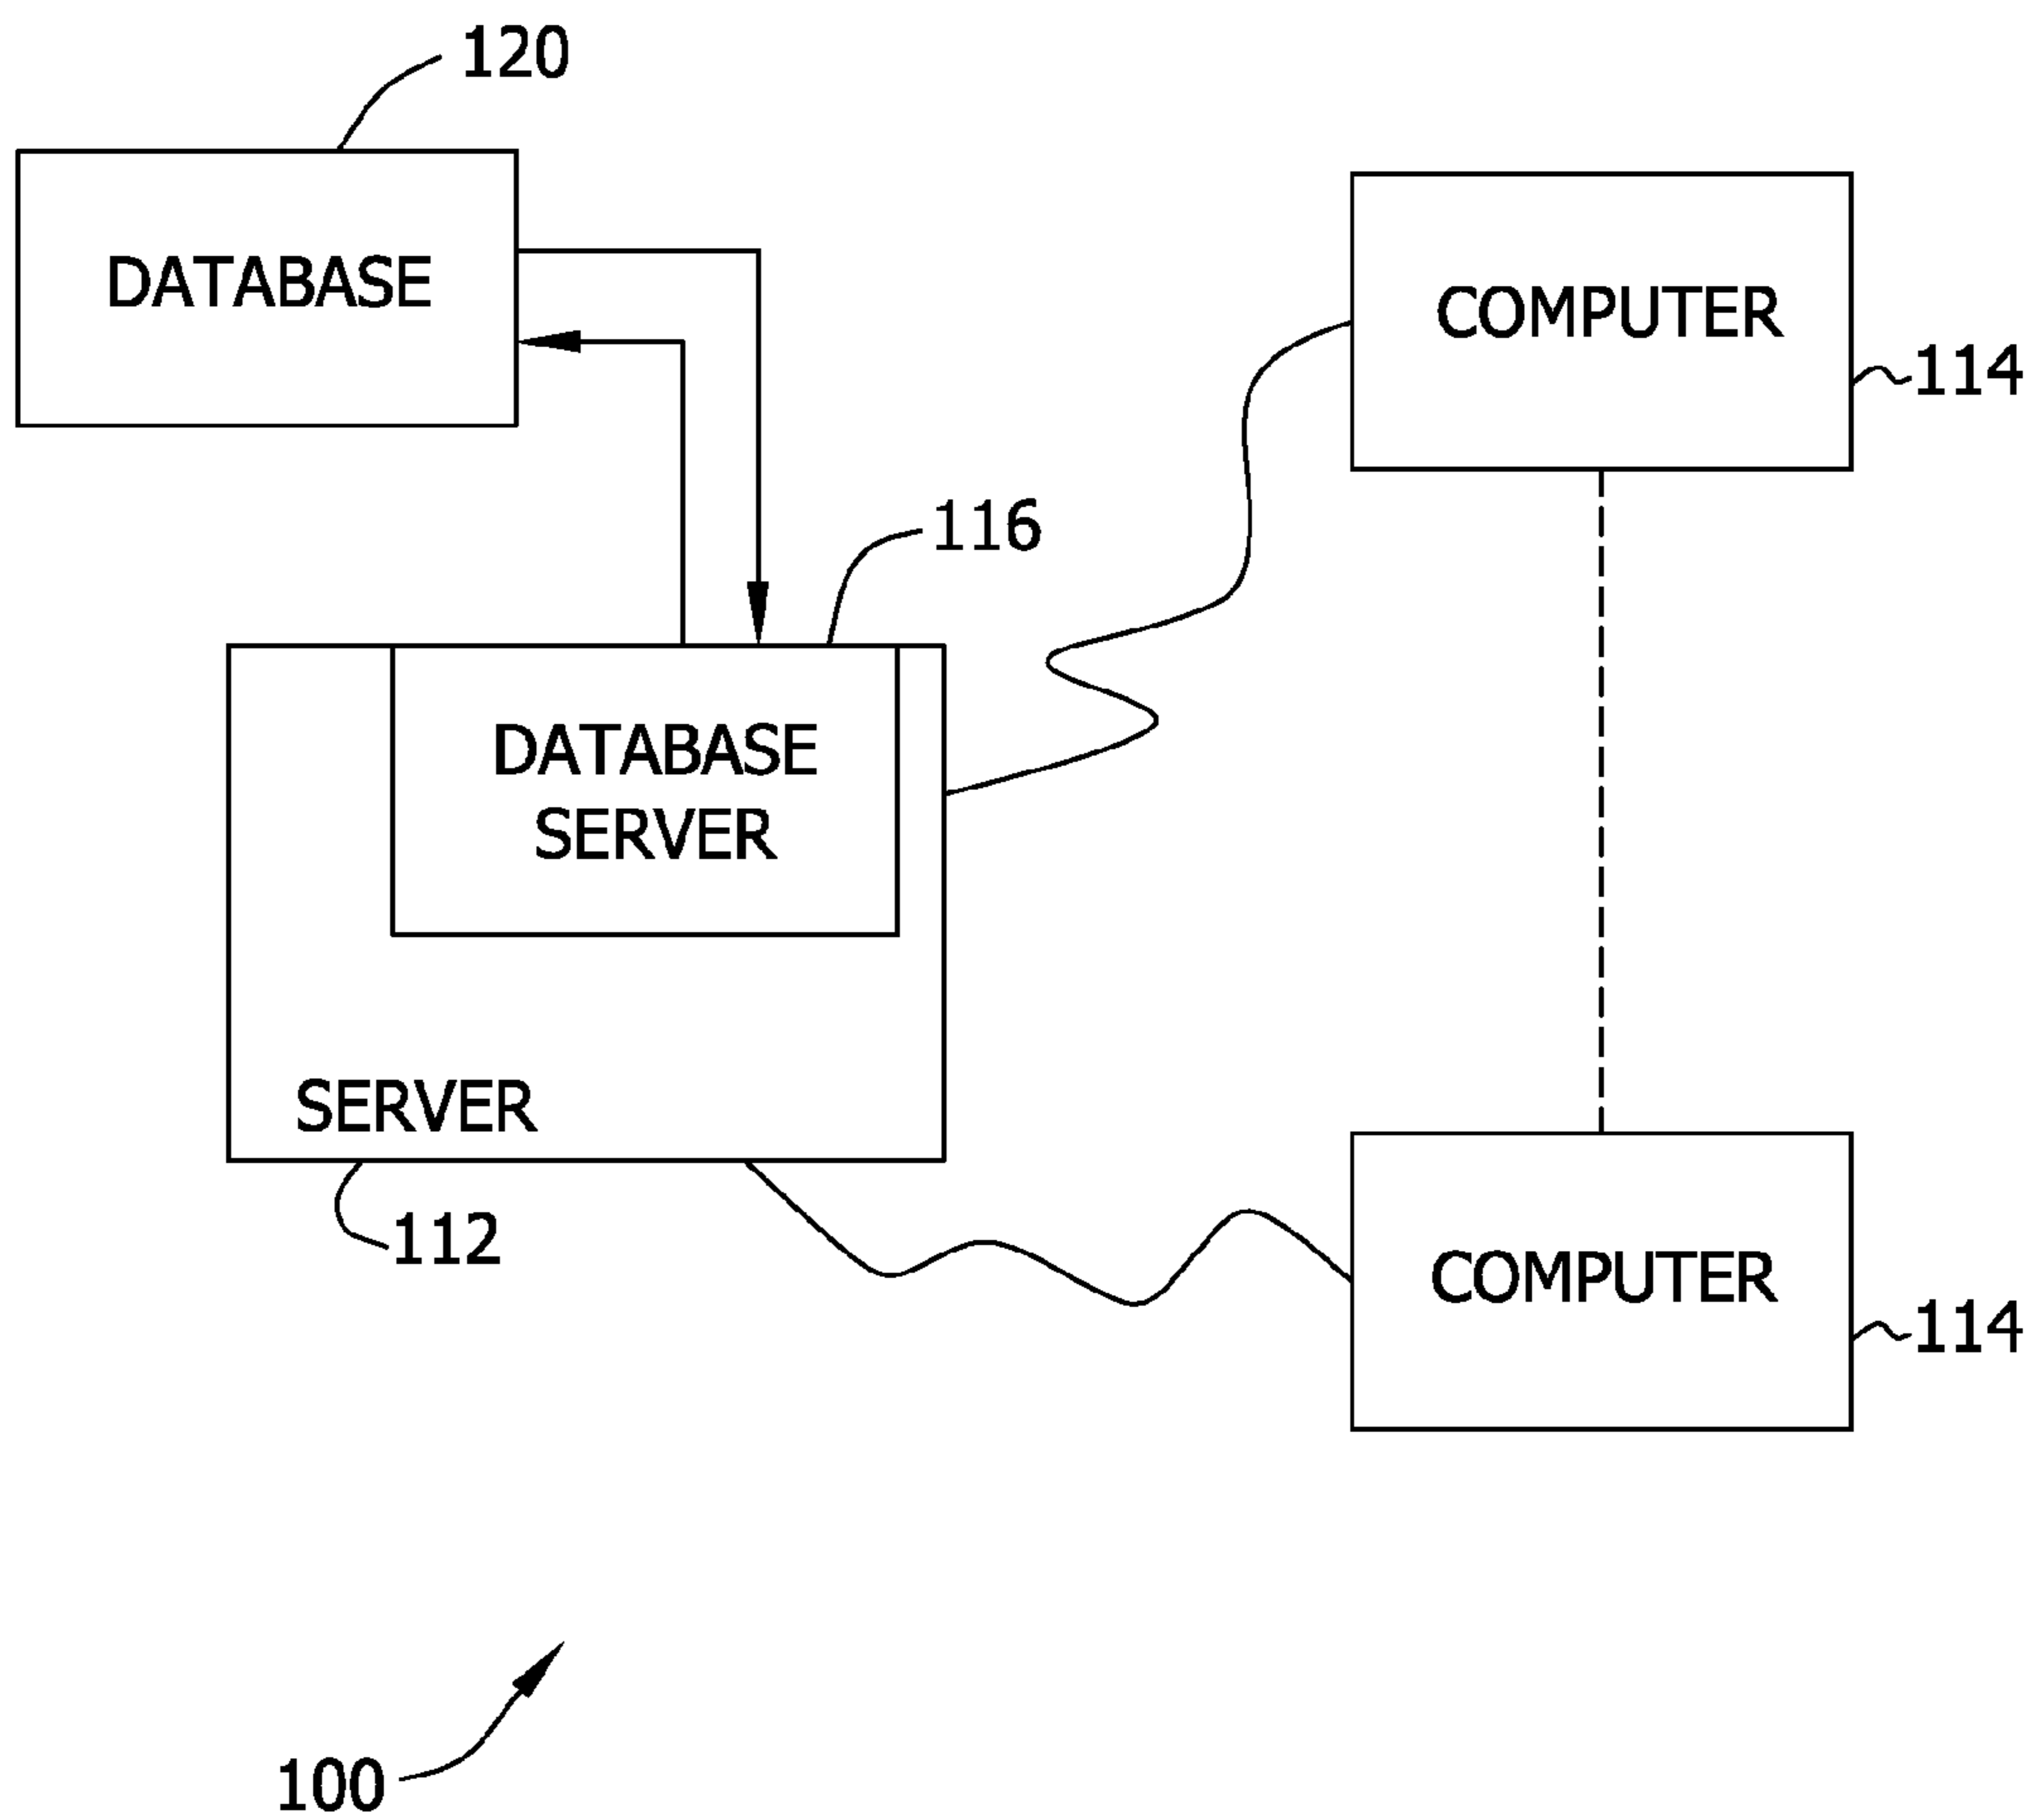 120
DATABASE
COMPUTER
114
116
DATABASE
SERVER
SERVER
112
COMPUTER
114
100